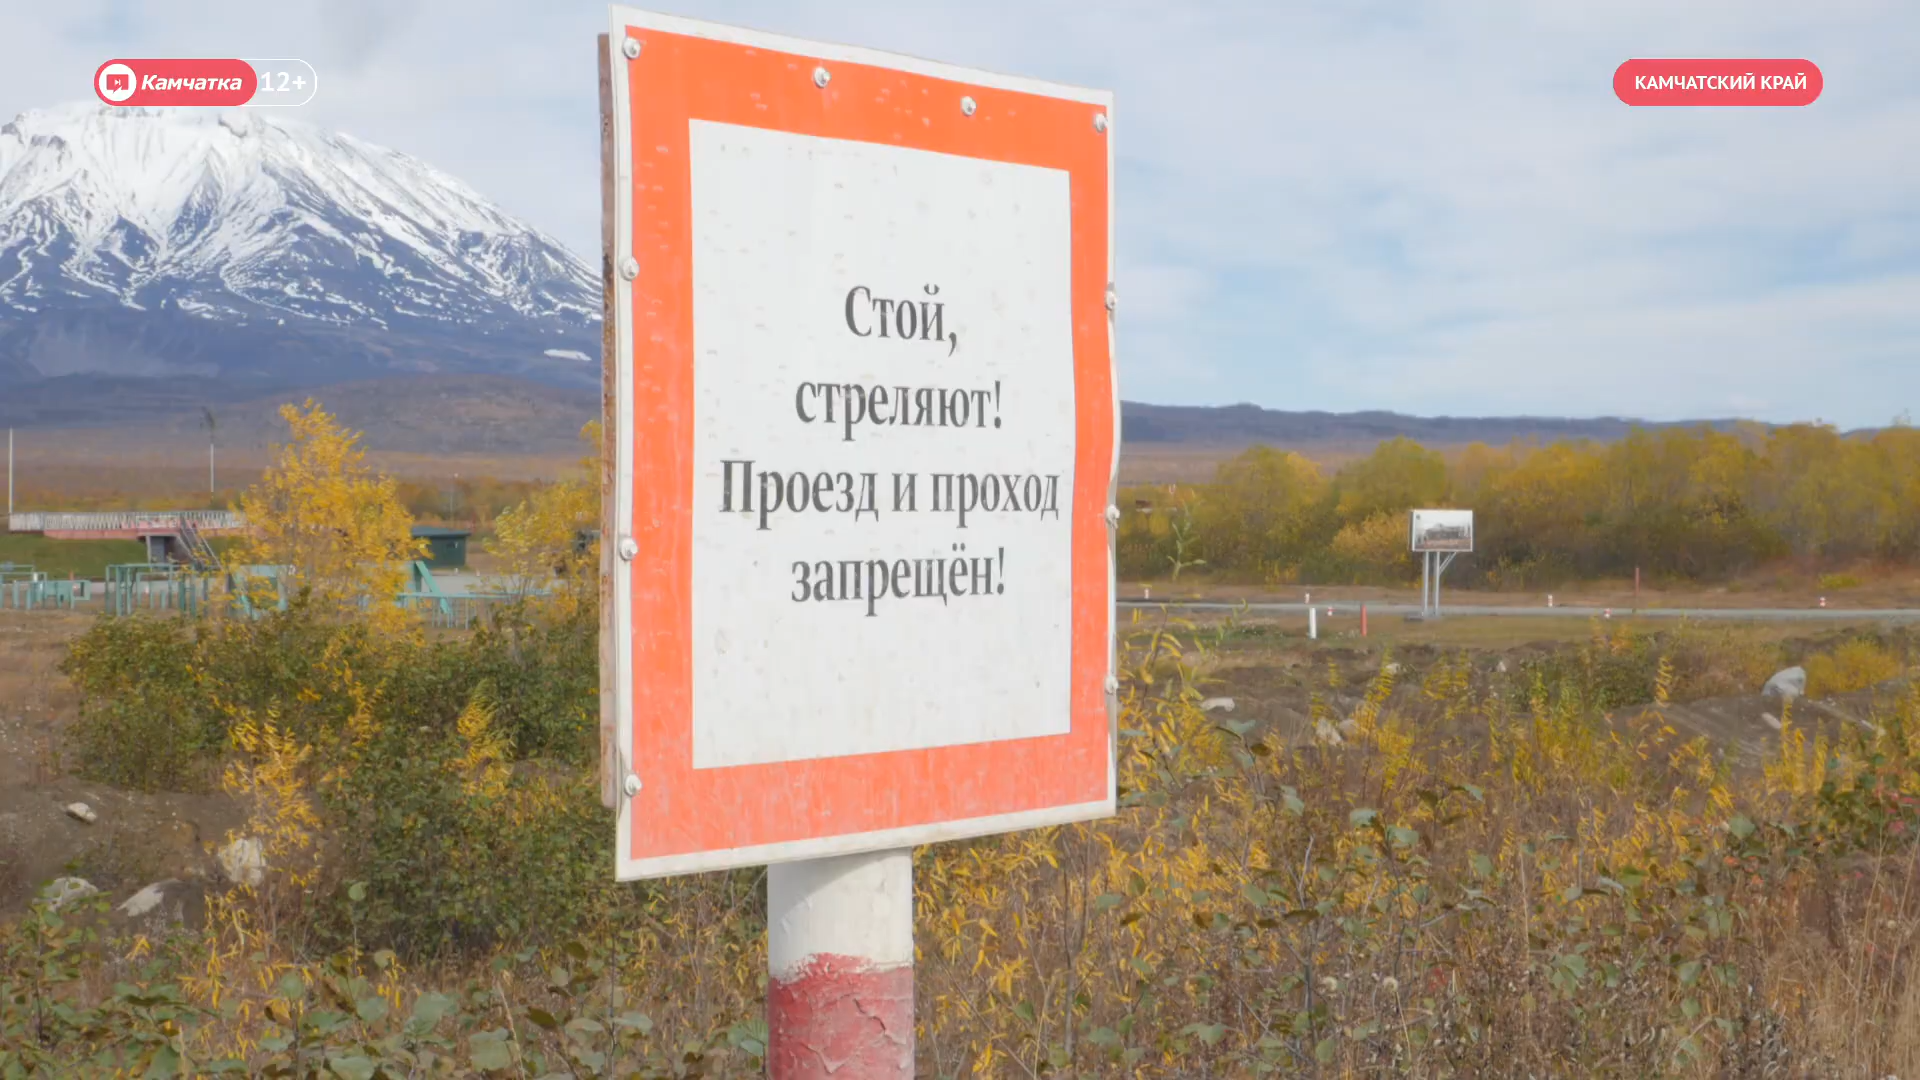 Камчатка 12+
КАМЧАТСКИЙ КРАЙ
Стой,
стреляют!
Проезд и проход
запрещён!